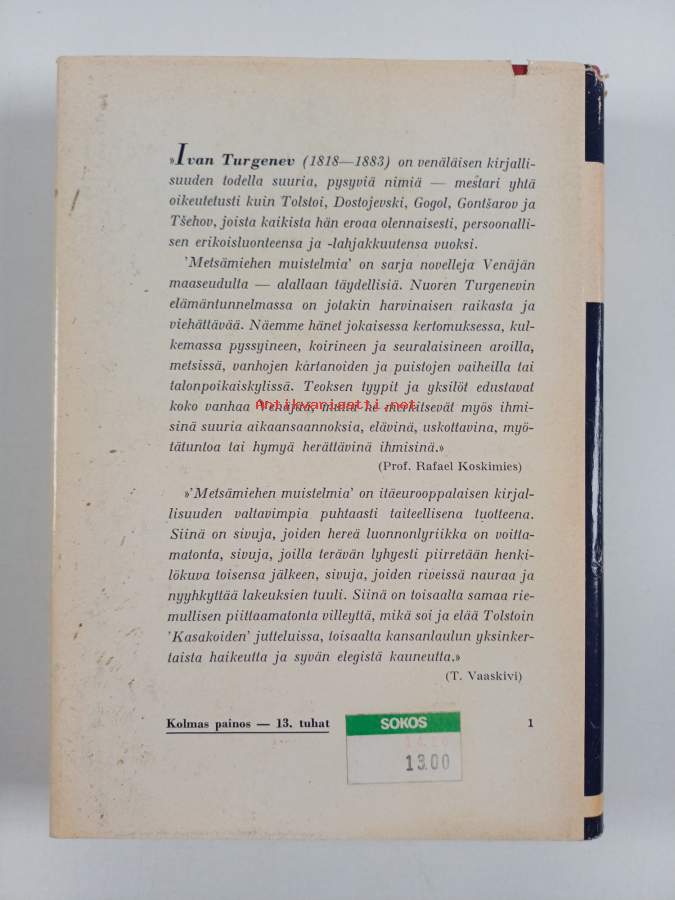 »Ivan Turgenev (1818—1883) on venäläisen kirjalli-
suuden todella suuria, pysyviä nimiä — mestari yhtä
oikeutetusti kuin Tolstoi, Dostojevski, Gogol, Gontšarov ja
Tšehov, joista kaikista hän eroaa olennaisesti, persoonalli-
sen erikoisluonteensa ja -lahjakkuutensa vuoksi.
'Metsämiehen muistelmia' on sarja novelleja Venäjän
maaseudulta — alallaan täydellisiä. Nuoren Turgenevin
elämäntunnelmassa on jotakin harvinaisen raikasta ja
viehättävää. Näemme hänet jokaisessa kertomuksessa, kul-
kemassa pyssyineen, koirineen ja seuralaisineen aroilla,
metsissä, vanhojen kartanoiden ja puistojen vaiheilla tai
talonpoikaiskylissä. Teoksen tyypit ja yksilöt edustavat
Antikvariaatti.net
koko vanhaa Venäjää, mutta he merkitsevät myös ihmi-
sinä suuria aikaansaannoksia, elävinä, uskottavina, myö-
tätuntoa tai hymyä herättävinä ihmisinä.»
(Prof. Rafael Koskimies)
»'Metsämiehen muistelmia' on itäeurooppalaisen kirjal-
lisuuden valtavimpia puhtaasti taiteellisena tuotteena.
Siinä on sivuja, joiden hereä luonnonlyriikka on voitta-
matonta, sivuja, joilla terävän lyhyesti piirretään henki-
lökuva toisensa jälkeen, sivuja, joiden riveissä nauraa ja
nyyhkyttää lakeuksien tuuli. Siinä on toisaalta samaa rie-
mullisen piittaamatonta villeyttä, mikä soi ja elää Tolstoin
'Kasakoiden' jutteluissa, toisaalta kansanlaulun yksinker-
taista haikeutta ja syvän elegistä kauneutta.»
(T. Vaaskivi)
Kolmas painos — 13. tuhat
SOKOS
13.00
1